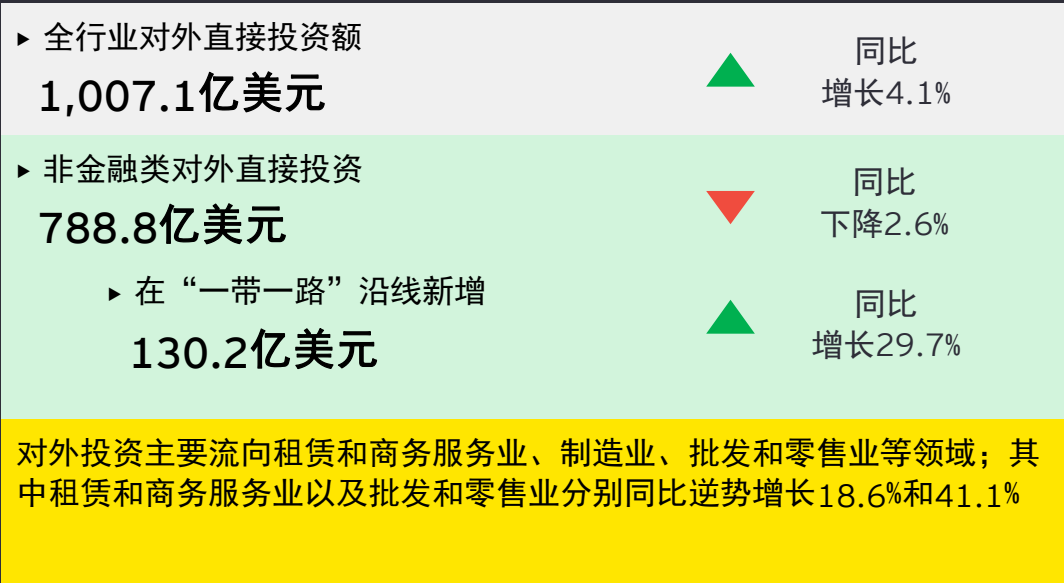 ▸ 全行业对外直接投资额
1,007.1亿美元
同比
增长4.1%
▸ 非金融类对外直接投资
788.8亿美元
同比
下降2.6%
▸ 在“一带一路”沿线新增
130.2亿美元
同比
增长29.7%
对外投资主要流向租赁和商务服务业、制造业、批发和零售业等领域；其
中租赁和商务服务业以及批发和零售业分别同比逆势增长18.6%和41.1%